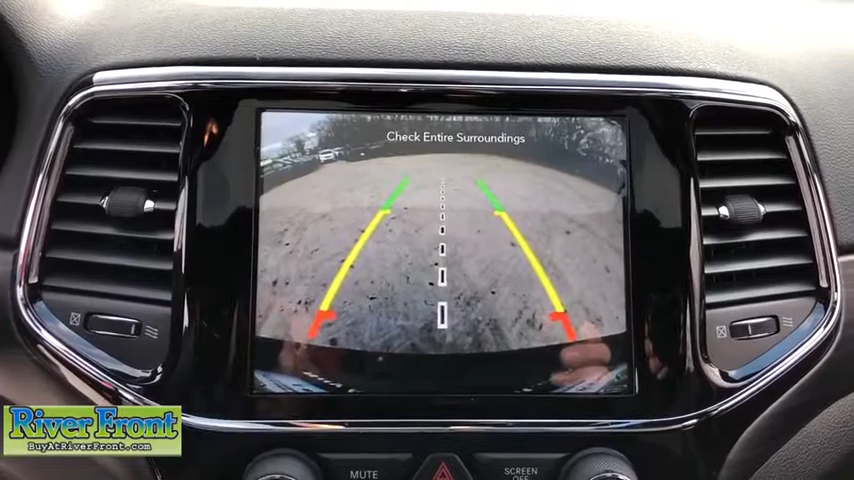 Check Entire Surroundings
River Front
BuyAtRiverFront.com
MUTE
SCREEN
OFF